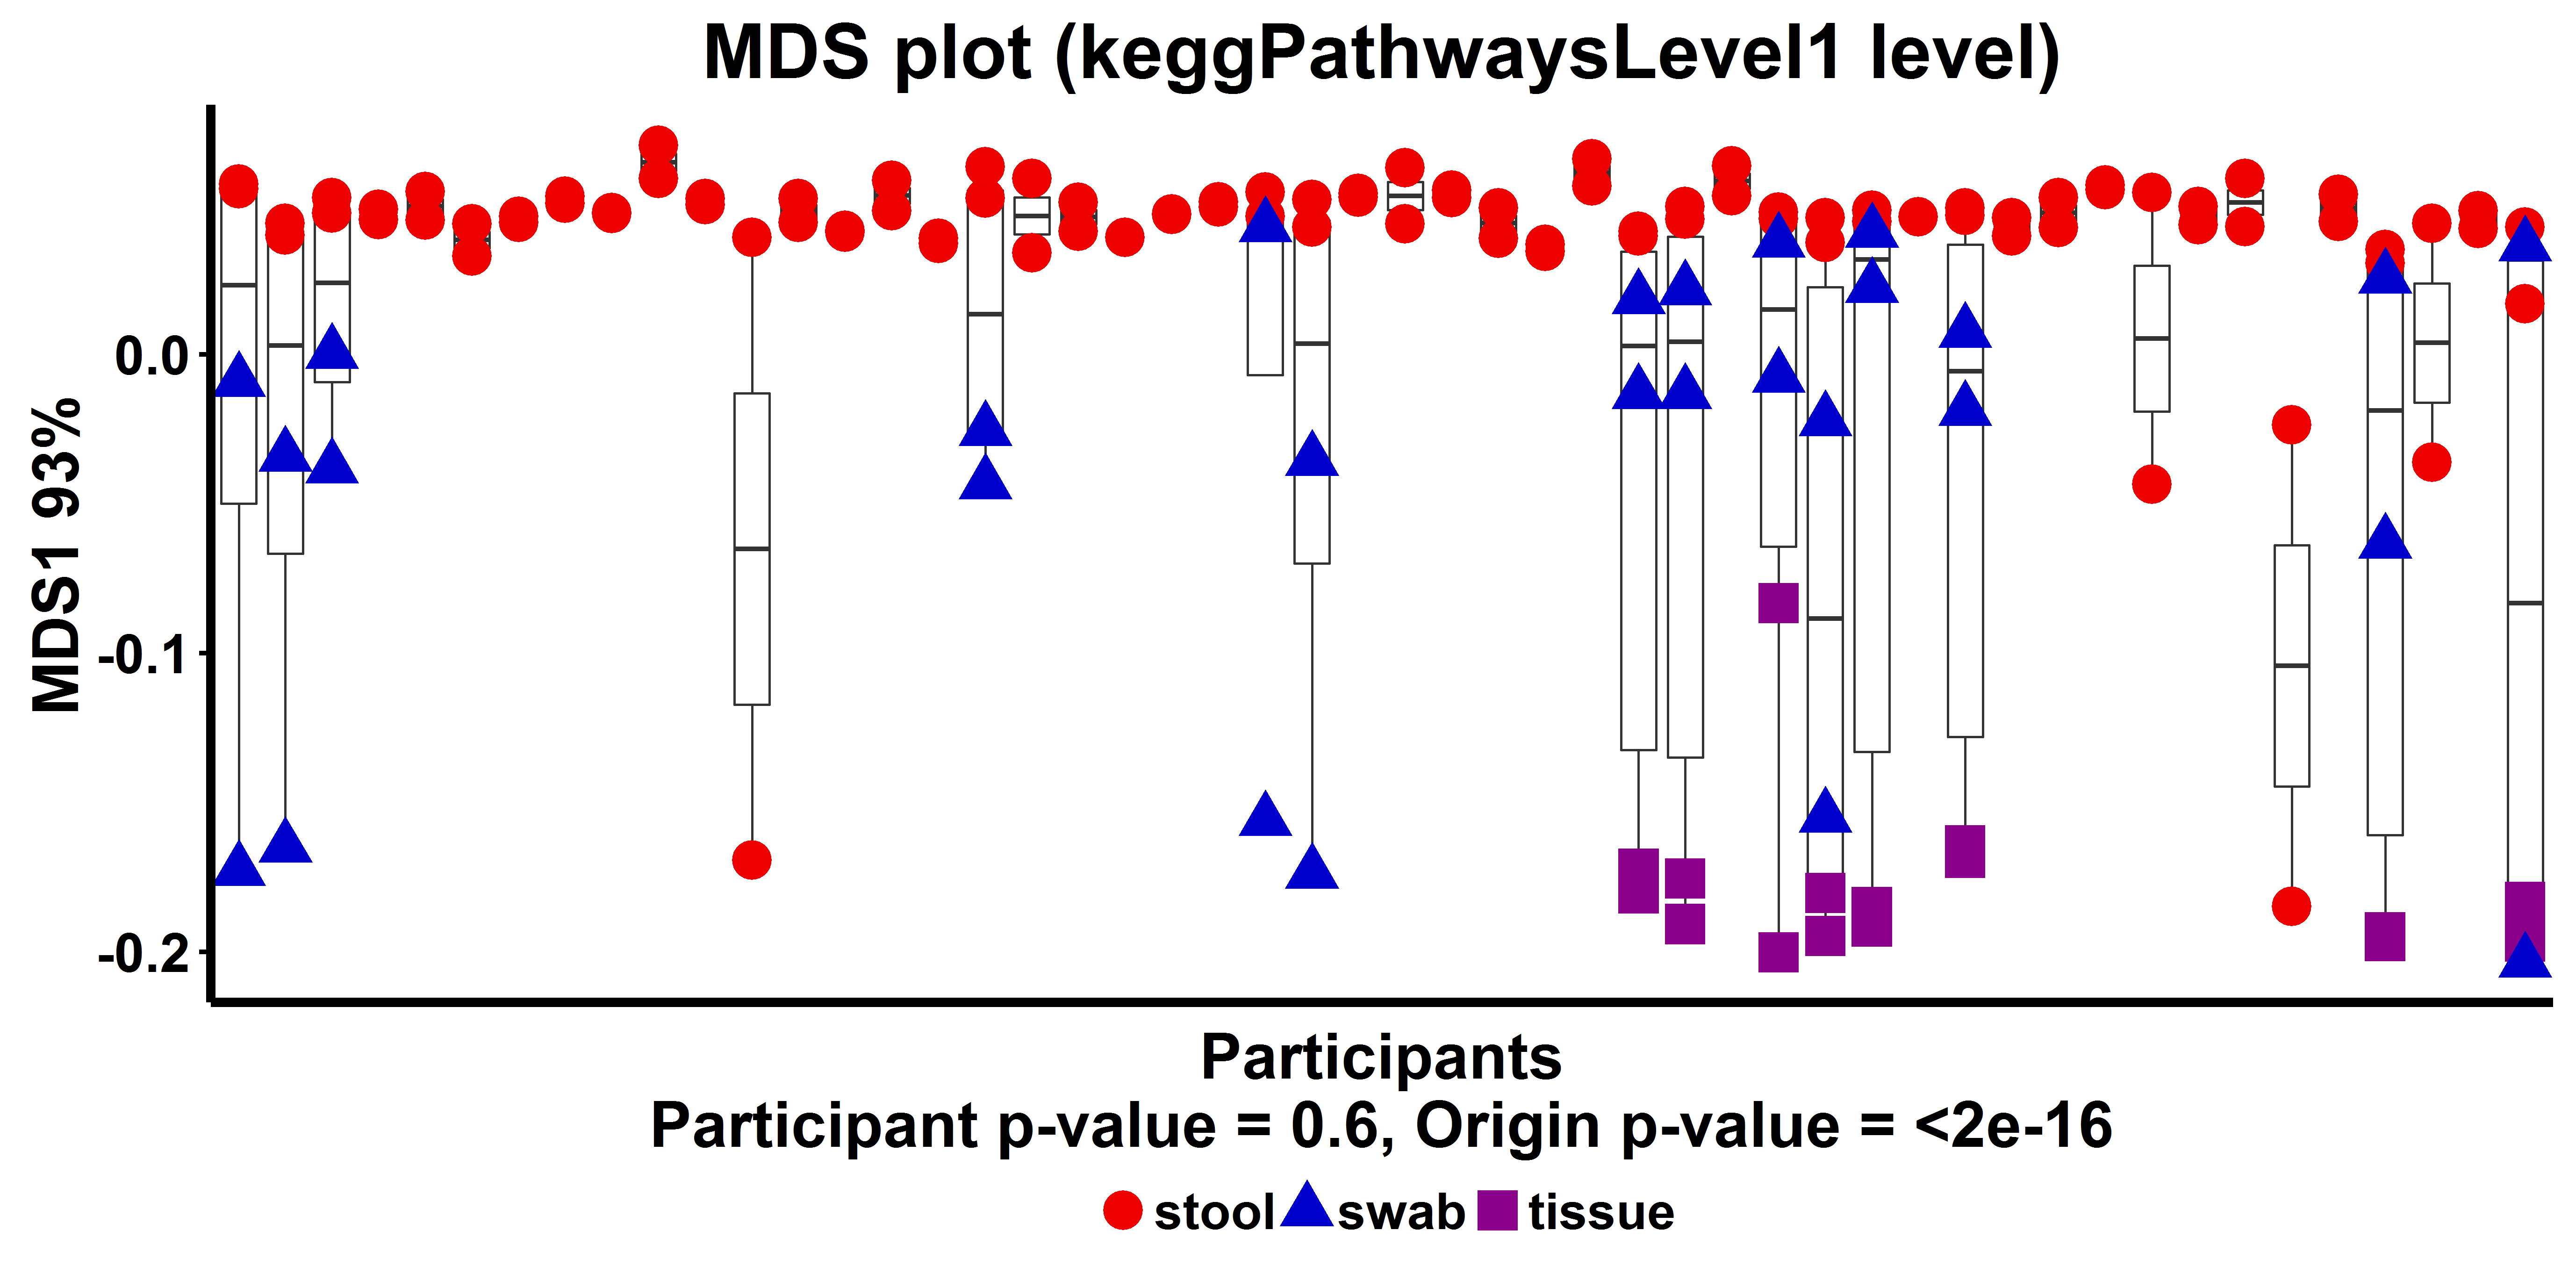 MDS plot (keggPathwaysLevel1 level)
MDS1 93%
0.0
-0.1
-0.2
Participants
Participant p-value = 0.6, Origin p-value = <2e-16
stool swab tissue